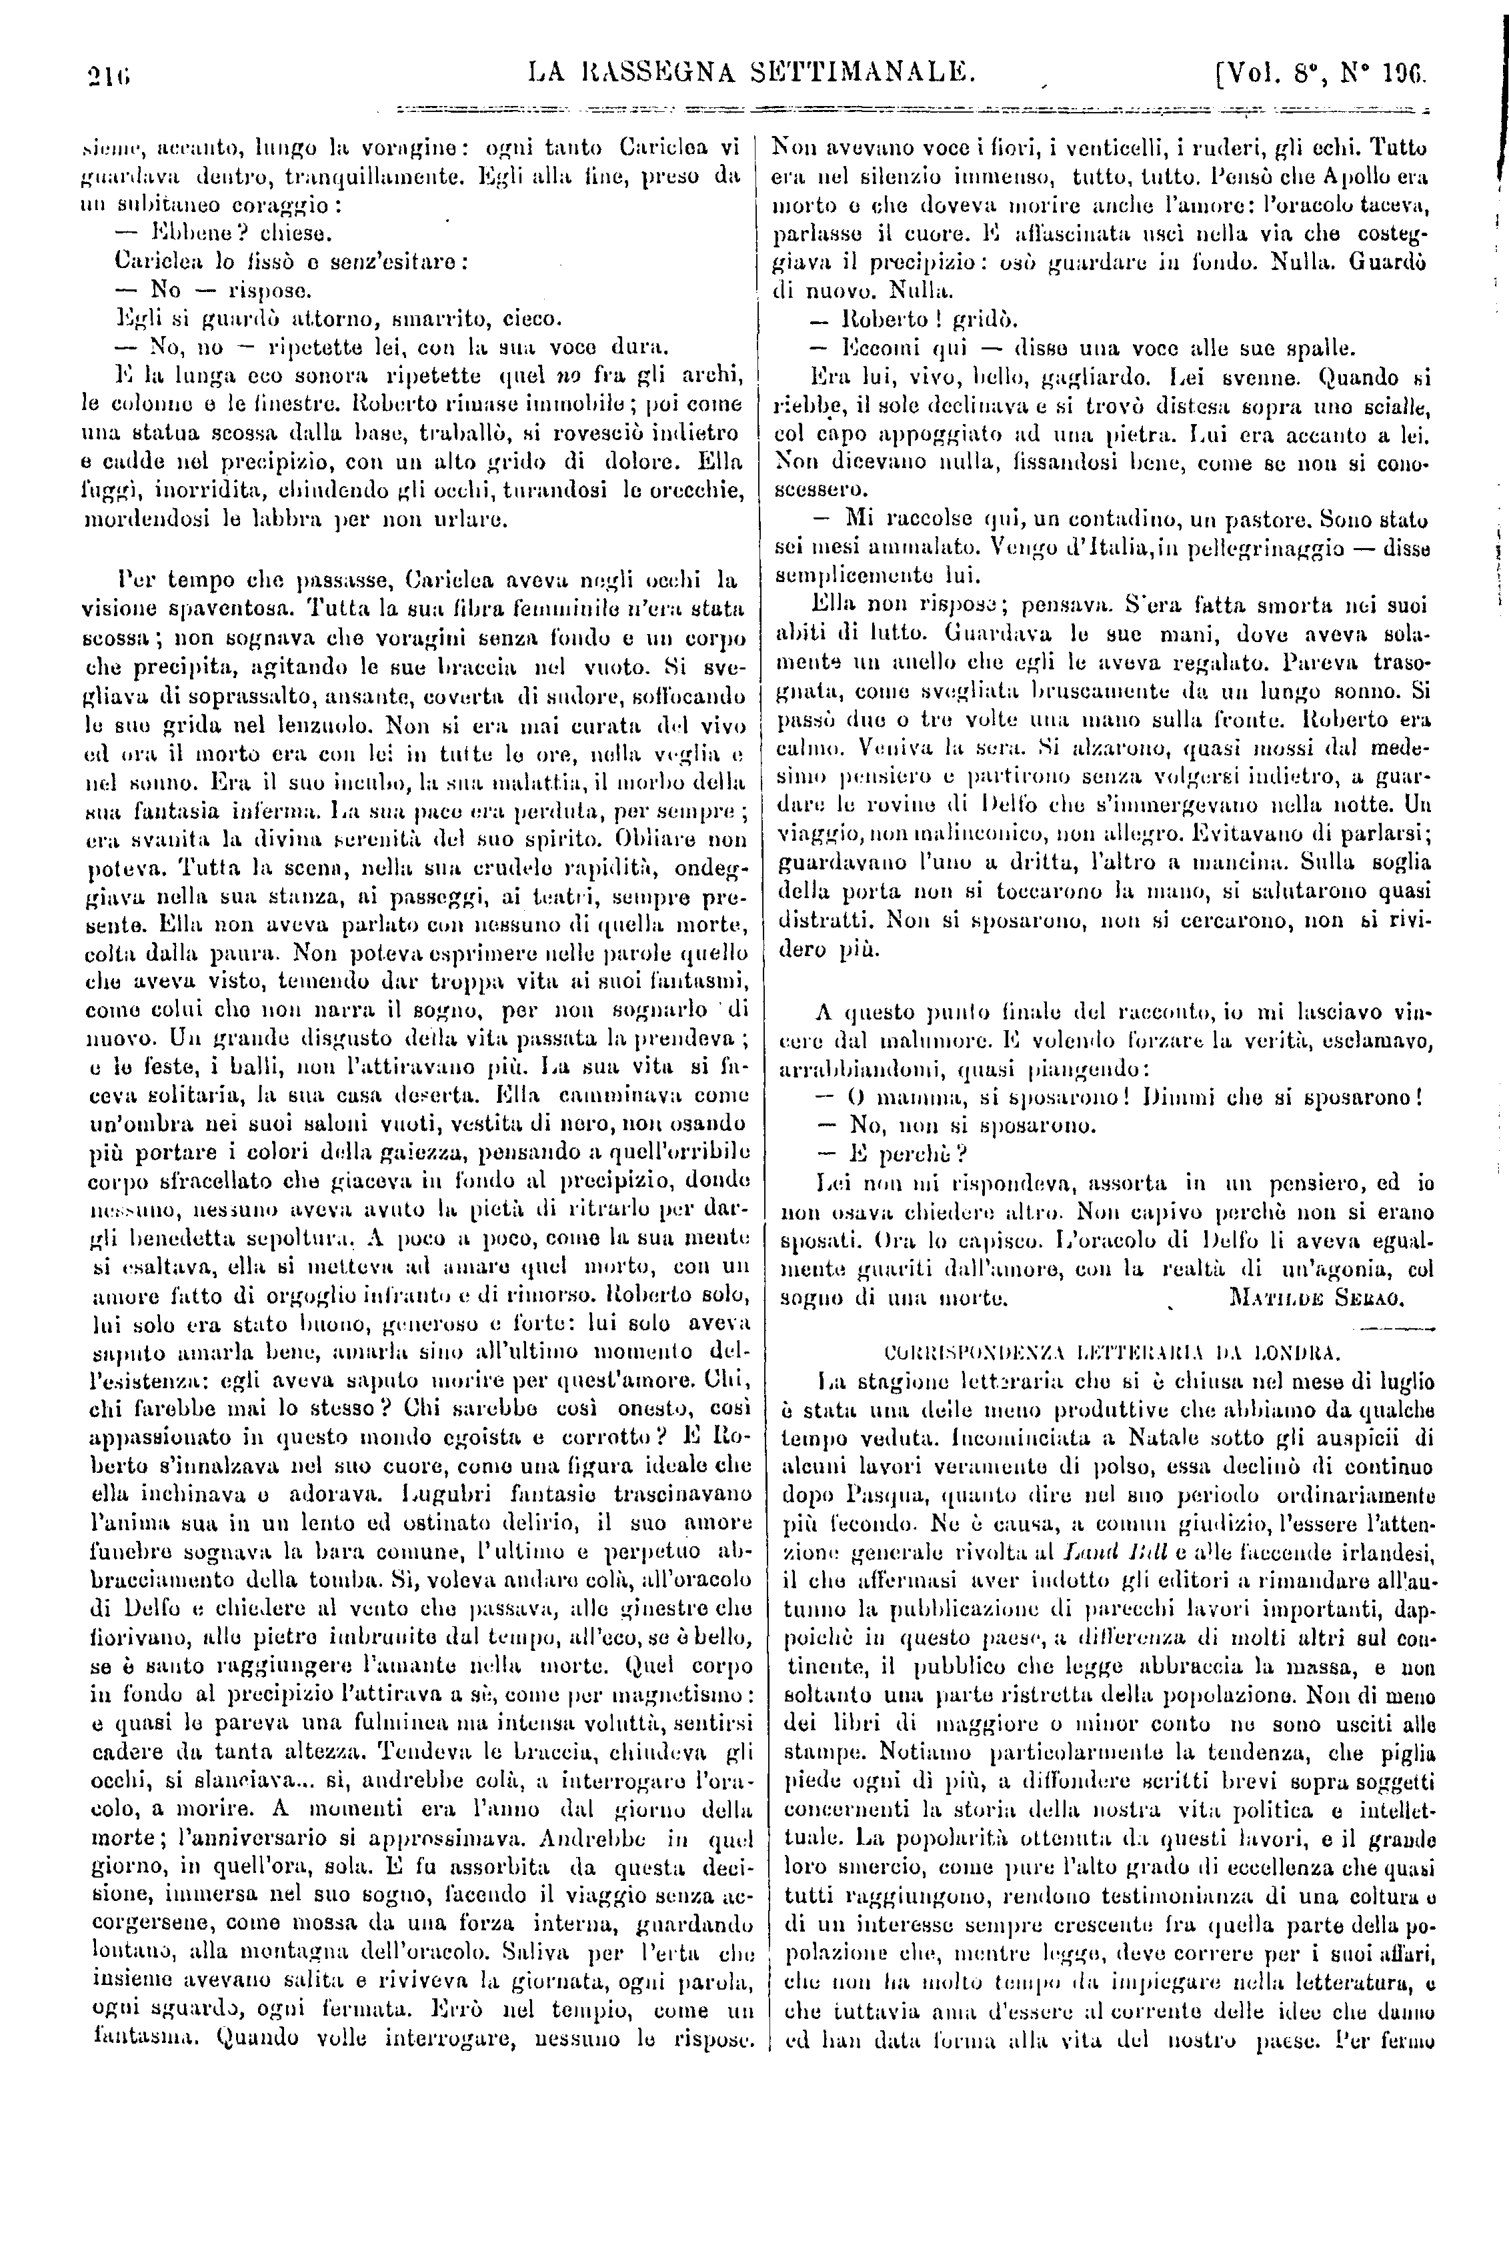 216
LA RASSEGNA SETTIMANALE.
[Vol. 8°, N° 196.
sieme, accanto, lungo la voragine: ogni tanto Cariclea vi
guardava dentro, tranquillamente. Egli alla fine, preso da
un subitaneo coraggio:
— Ebbene? chiese.
Cariclea lo fissò e senz'esitare:
— No — rispose.
Egli si guardò attorno, smarrito, cieco.
— No, no — ripetette lei, con la sua voce dura.
E la lunga eco sonora ripetette quel no fra gli archi,
le colonne e le finestre. Roberto rimase immobile; poi come
una statua scossa dalla base, traballò, si rovesciò indietro
e cadde nel precipizio, con un alto grido di dolore. Ella
fuggì, inorridita, chiudendo gli occhi, turandosi le orecchie,
mordendosi le labbra per non urlare.
Per tempo che passasse, Cariclea aveva negli occhi la
visione spaventosa. Tutta la sua fibra femminile n'era stata
scossa; non sognava che voragini senza fondo e un corpo
che precipita, agitando le sue braccia nel vuoto. Si sve-
gliava di soprassalto, ansante, coverta di sudore, soffocando
le sue grida nel lenzuolo. Non si era mai curata del vivo
ed ora il morto era con lei in tutte le ore, nella veglia e
nel sonno. Era il suo incubo, la sua malattia, il morbo della
sua fantasia inferma. La sua pace era perduta, per sempre;
era svanita la divina serenità del suo spirito. Obliare non
poteva. Tutta la scena, nella sua crudele rapidità, ondeg-
giava nella sua stanza, ai passeggi, ai teatri, sempre pre-
sente. Ella non aveva parlato con nessuno di quella morte,
colta dalla paura. Non poteva esprimere nelle parole quello
che aveva visto, temendo dar troppa vita ai suoi fantasmi,
come colui che non narra il sogno, per non sognarlo di
nuovo. Un grande disgusto della vita passata la prendeva;
e le feste, i balli, non l'attiravano più. La sua vita si fa-
ceva solitaria, la sua casa deserta. Ella camminava come
un'ombra nei suoi saloni vuoti, vestita di nero, non osando
più portare i colori della gaiezza, pensando a quell'orribile
corpo sfracellato che giaceva in fondo al precipizio, donde
nessuno, nessuno aveva avuto la pietà di ritrarlo per dar-
gli benedetta sepoltura. A poco a poco, come la sua mente
si esaltava, ella si metteva ad amare quel morto, con un
amore fatto di orgoglio infranto e di rimorso. Roberto solo,
lui solo era stato buono, generoso e forte: lui solo aveva
saputo amarla bene, amarla sino all'ultimo momento del-
l'esistenza: egli aveva saputo morire per quest'amore. Chi,
chi farebbe mai lo stesso? Chi sarebbe così onesto, così
appassionato in questo mondo egoista e corrotto? E Ro-
berto s'innalzava nel suo cuore, come una figura ideale che
ella inchinava e adorava. Lugubri fantasie trascinavano
l'anima sua in un lento ed ostinato delirio, il suo amore
funebre sognava la bara comune, l'ultimo e perpetuo ab-
bracciamento della tomba. Sì, voleva andare colà, all'oracolo
di Delfo e chiedere al vento che passava, alle ginestre che
fiorivano, alle pietre imbrunite dal tempo, all'eco, se è bello,
se è santo raggiungere l'amante nella morte. Quel corpo
in fondo al precipizio l'attirava a sè, come per magnetismo:
e quasi le pareva una fulminea ma intensa voluttà, sentirsi
cadere da tanta altezza. Tendeva le braccia, chiudeva gli
occhi, si slanciava... sì, andrebbe colà, a interrogare l'ora-
colo, a morire. A momenti era l'anno dal giorno della
morte; l'anniversario si approssimava. Andrebbe in quel
giorno, in quell'ora, sola. E fu assorbita da questa deci-
sione, immersa nel suo sogno, facendo il viaggio senza ac-
corgersene, come mossa da una forza interna, guardando
lontano, alla montagna dell'oracolo. Saliva per l'erta che
insieme avevano salita e riviveva la giornata, ogni parola,
ogni sguardo, ogni fermata. Errò nel tempio, come un
fantasma. Quando volle interrogare, nessuno le rispose.
Non avevano voce i fiori, i venticelli, i ruderi, gli echi. Tutto
era nel silenzio immenso, tutto, tutto. Pensò che Apollo era
morto e che doveva morire anche l'amore: l'oracolo taceva,
parlasse il cuore. E affascinata uscì nella via che costeg-
giava il precipizio: osò guardare in fondo. Nulla. Guardò
di nuovo. Nulla.
— Roberto! gridò.
— Eccomi qui — disse una voce alle sue spalle.
Era lui, vivo, bello, gagliardo. Lei svenne. Quando si
riebbe, il sole declinava e si trovò distesa sopra uno scialle,
col capo appoggiato ad una pietra. Lui era accanto a lei.
Non dicevano nulla, fissandosi bene, come se non si cono-
scessero.
— Mi raccolse qui, un contadino, un pastore. Sono stato
sei mesi ammalato. Vengo d'Italia, in pellegrinaggio — disse
semplicemente lui.
Ella non rispose; pensava. S'era fatta smorta nei suoi
abiti di lutto. Guardava le sue mani, dove aveva sola-
mente un anello che egli le aveva regalato. Pareva traso-
gnata, come svegliata bruscamente da un lungo sonno. Si
passò due o tre volte una mano sulla fronte. Roberto era
calmo. Veniva la sera. Si alzarono, quasi mossi dal mede-
simo pensiero e partirono senza volgersi indietro, a guar-
dare le rovine di Delfo che s'immergevano nella notte. Un
viaggio, non malinconico, non allegro. Evitavano di parlarsi;
guardavano l'uno a dritta, l'altro a mancina. Sulla soglia
della porta non si toccarono la mano, si salutarono quasi
distratti. Non si sposarono, non si cercarono, non si rivi-
dero più.
A questo punto finale del racconto, io mi lasciavo vin-
cere dal malumore. E volendo forzare la verità, esclamavo,
arrabbiandomi, quasi piangendo:
— O mamma, si sposarono! Dimmi che si sposarono!
— No, non si sposarono.
— E perchè?
Lei non mi rispondeva, assorta in un pensiero, ed io
non osava chiedere altro. Non capivo perchè non si erano
sposati. Ora lo capisco. L'oracolo di Delfo li aveva egual-
mente guariti dall'amore, con la realtà di un'agonia, col
sogno di una morte. MATILDE SERAO.
CORRISPONDENZA LETTERARIA DA LONDRA.
La stagione letteraria che si è chiusa nel mese di luglio
è stata una delle meno produttive che abbiamo da qualche
tempo veduta. Incominciata a Natale sotto gli auspicii di
alcuni lavori veramente di polso, essa declinò di continuo
dopo Pasqua, quanto dire nel suo periodo ordinariamente
più fecondo. Ne è causa, a comun giudizio, l'essere l'atten-
zione generale rivolta al Land Bill e alle faccende irlandesi,
il che affermasi aver indotto gli editori a rimandare all'au-
tunno la pubblicazione di parecchi lavori importanti, dap-
poichè in questo paese, a differenza di molti altri sul con-
tinente, il pubblico che legge abbraccia la massa, e non
soltanto una parte ristretta della popolazione. Non di meno
dei libri di maggiore o minor conto ne sono usciti alle
stampe. Notiamo particolarmente la tendenza, che piglia
piede ogni dì più, a diffondere scritti brevi sopra soggetti
concernenti la storia della nostra vita politica e intellet-
tuale. La popolarità ottenuta da questi lavori, e il grande
loro smercio, come pure l'alto grado di eccellenza che quasi
tutti raggiungono, rendono testimonianza di una coltura e
di un interesse sempre crescente fra quella parte della po-
polazione che, mentre legge, deve correre per i suoi affari,
che non ha molto tempo da impiegare nella letteratura, e
che tuttavia ama d'essere al corrente delle idee che danno
ed han data forma alla vita del nostro paese. Per fermo